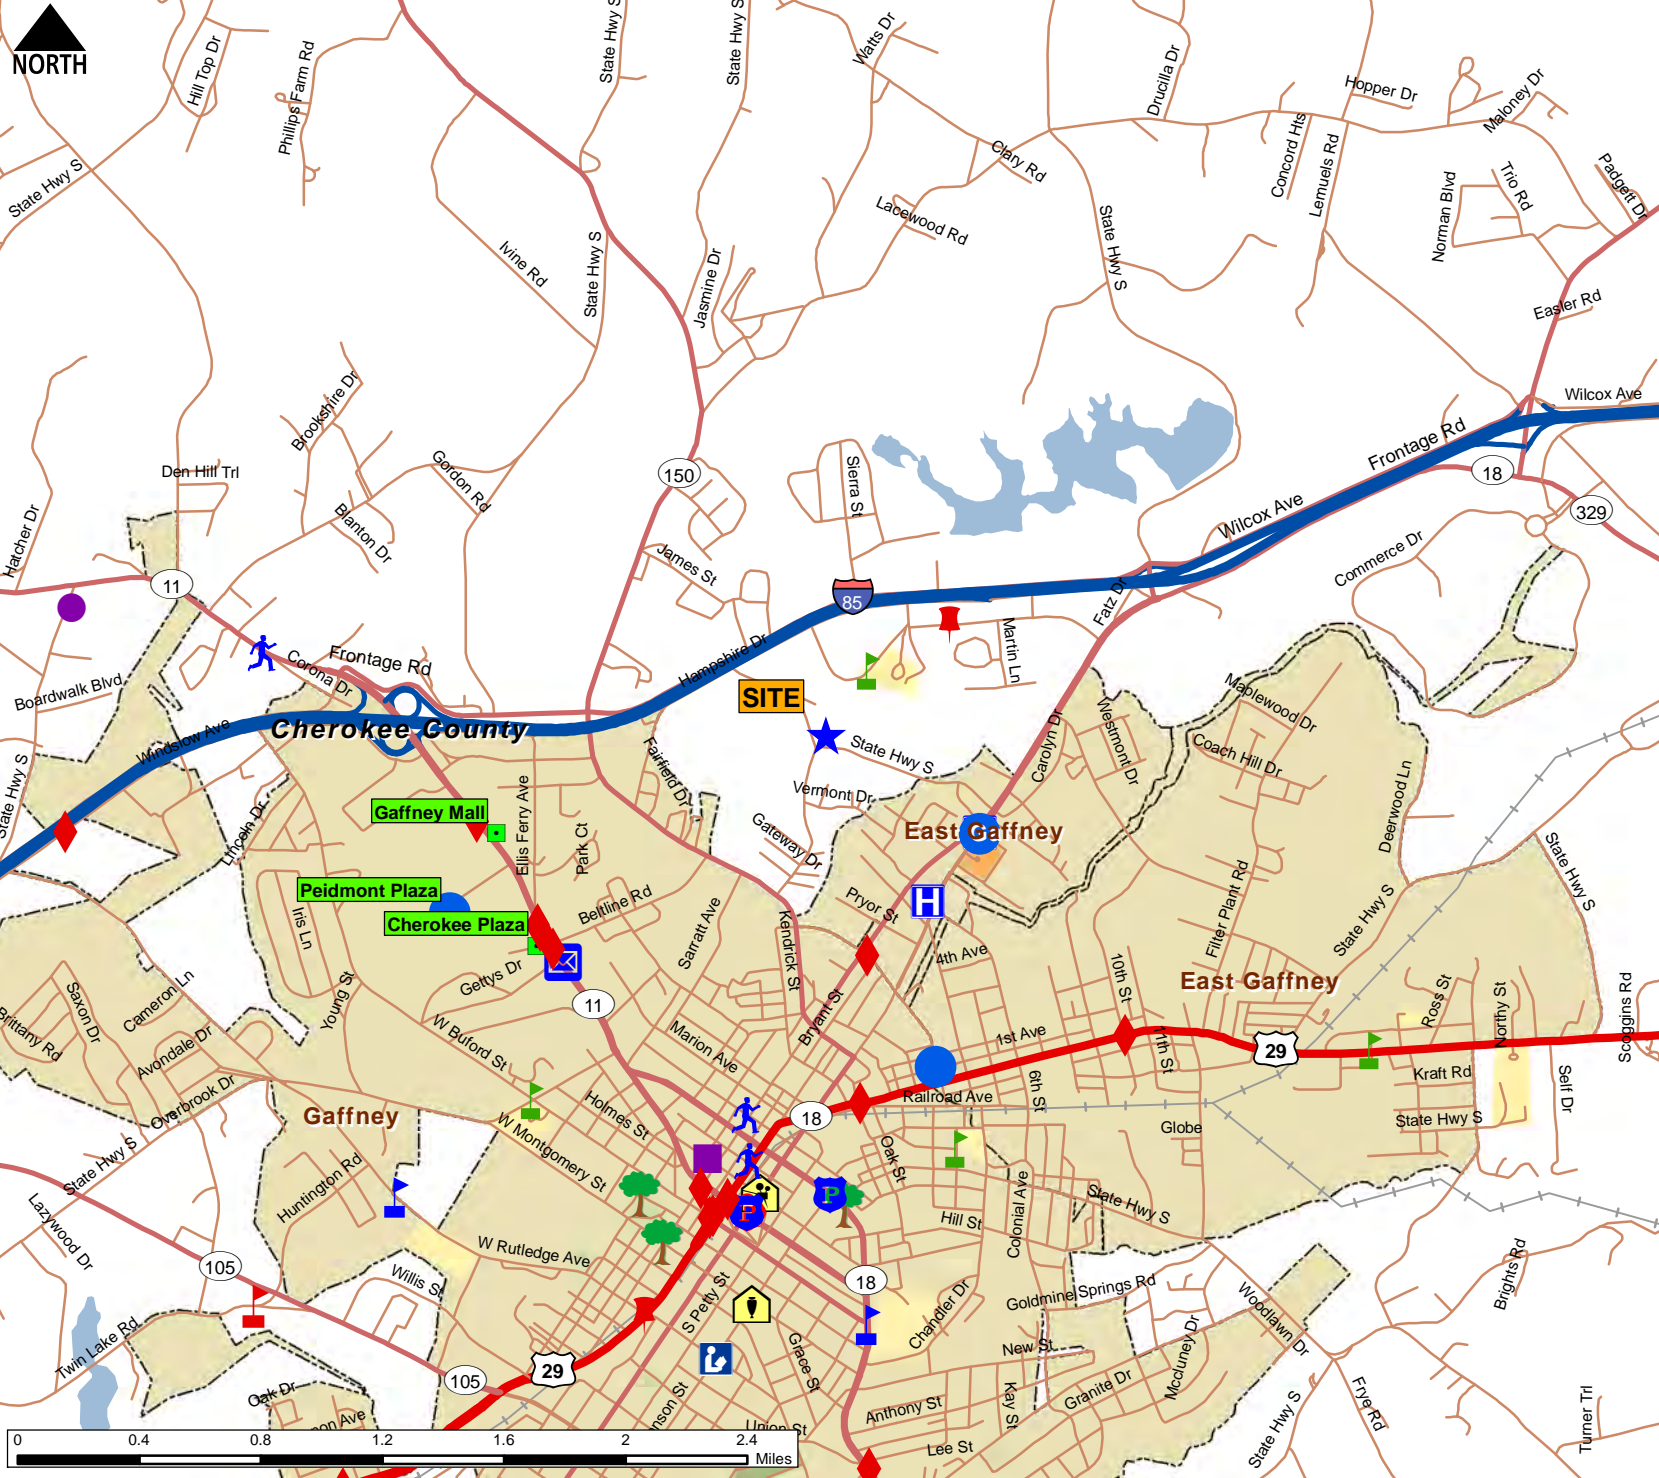 NORTH
Hill Top Dr
Phillips Farm Rd
State Hwy S
State Hwy S
Watts Dr
Drucilla Dr
Hopper Dr
Maloney Dr
Concord Hts
Lemuels Rd
Clary Rd
State Hwy S
Lacewood Rd
State Hwy S
Norman Blvd
Trio Rd
Padgett Dr
Ivine Rd
State Hwy S
Jasmine Dr
Easler Rd
Brookshire Dr
Wilcox Ave
Frontage Rd
Den Hill Trl
Gordon Rd
150
Sierra St
18
329
Wilcox Ave
Hatcher Dr
Blanton Dr
James St
Commerce Dr
11
85
Fatz Dr
Martin Ln
Corona Dr
Frontage Rd
Hampshire Dr
Boardwalk Blvd
SITE
Maplewood Dr
Windslow Ave
Cherokee County
State Hwy S
Carolyn Dr
Westmont Dr
Coach Hill Dr
Fairfield Dr
State Hwy S
Vermont Dr
Deerwood Ln
Lincoln Dr
Gaffney Mall
Ellis Ferry Ave
Park Ct
Gateway Dr
East Gaffney
State Hwy S
Peidmont Plaza
Cherokee Plaza
Beltline Rd
Iris Ln
Pryor St
H
Filter Plant Rd
State Hwy S
Sarratt Ave
Kendrick St
4th Ave
10th St
East Gaffney
Gettys Dr
Saxon Dr
Cameron Ln
Young St
11
Ross St
Northy St
Scoggins Rd
Brittany Rd
Avondale Dr
W Buford St
Marion Ave
Bryant St
1st Ave
11th St
29
Overbrook Dr
Kraft Rd
Self Dr
Gaffney
Holmes St
18
Railroad Ave
6th St
Globe
State Hwy S
W Montgomery St
Oak St
State Hwy S
Huntington Rd
P
P
Colonial Ave
State Hwy S
Lazywood Dr
W Rutledge Ave
Hill St
105
Willis St
18
Goldmine Springs Rd
Brights Rd
Woodlawn Dr
S Petty St
Chandler Dr
Twin Lake Rd
29
Grace St
New St
Mccluney Dr
105
Oak Dr
Granite Dr
Kay St
Anthony St
Frye Rd
State Hwy S
Turner Trl
Union St
Lee St
0 0.4 0.8 1.2 1.6 2 2.4
Miles